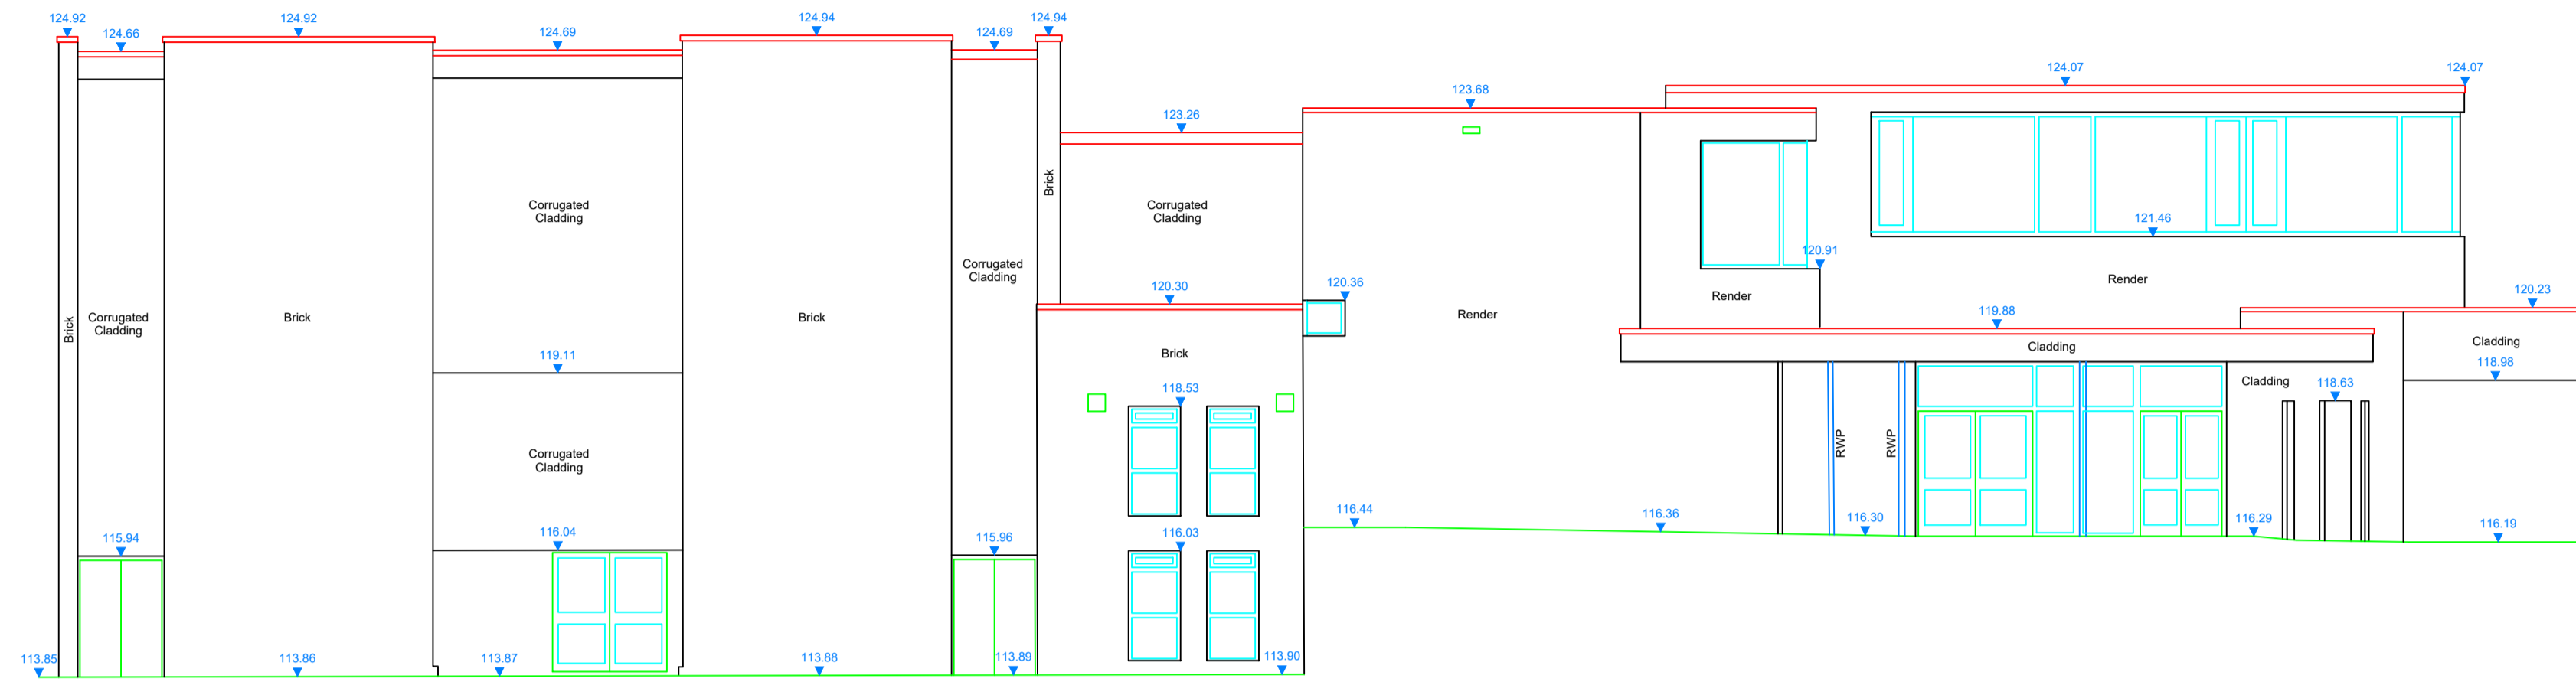 124.92
124.66
124.92
124.69
124.94
124.69
124.94
123.26
123.68
124.07
124.07
Brick
Corrugated
Cladding
Corrugated
Cladding
121.46
120.91
Corrugated
Cladding
Render
Render
120.30
120.36
120.23
Brick
Corrugated
Cladding
Brick
Brick
Render
119.88
119.11
Brick
Cladding
Cladding
118.98
118.53
Cladding
118.63
Corrugated
Cladding
RWP
RWP
115.94
116.04
115.96
116.03
116.44
116.36
116.30
116.29
116.19
113.85
113.86
113.87
113.88
113.89
113.90